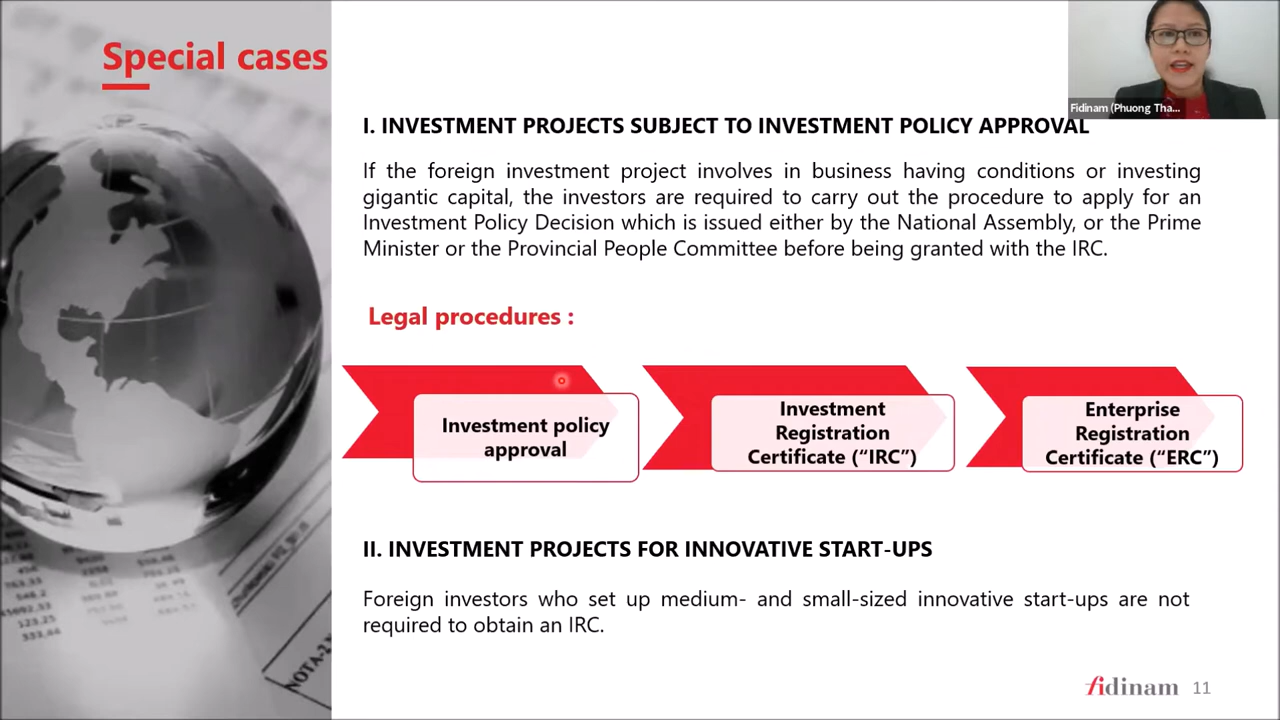 Special cases
Fidinam (Phuong Tha...
I. INVESTMENT PROJECTS SUBJECT TO INVESTMENT POLICY APPROVAL
If the foreign investment project involves in business having conditions or investing
gigantic capital, the investors are required to carry out the procedure to apply for an
Investment Policy Decision which is issued either by the National Assembly, or the Prime
Minister or the Provincial People Committee before being granted with the IRC.
Legal procedures :
Investment policy
approval
Investment
Registration
Certificate (“IRC”)
Enterprise
Registration
Certificate (“ERC”)
II. INVESTMENT PROJECTS FOR INNOVATIVE START-UPS
Foreign investors who set up medium- and small-sized innovative start-ups are not
required to obtain an IRC.
fidinam 11